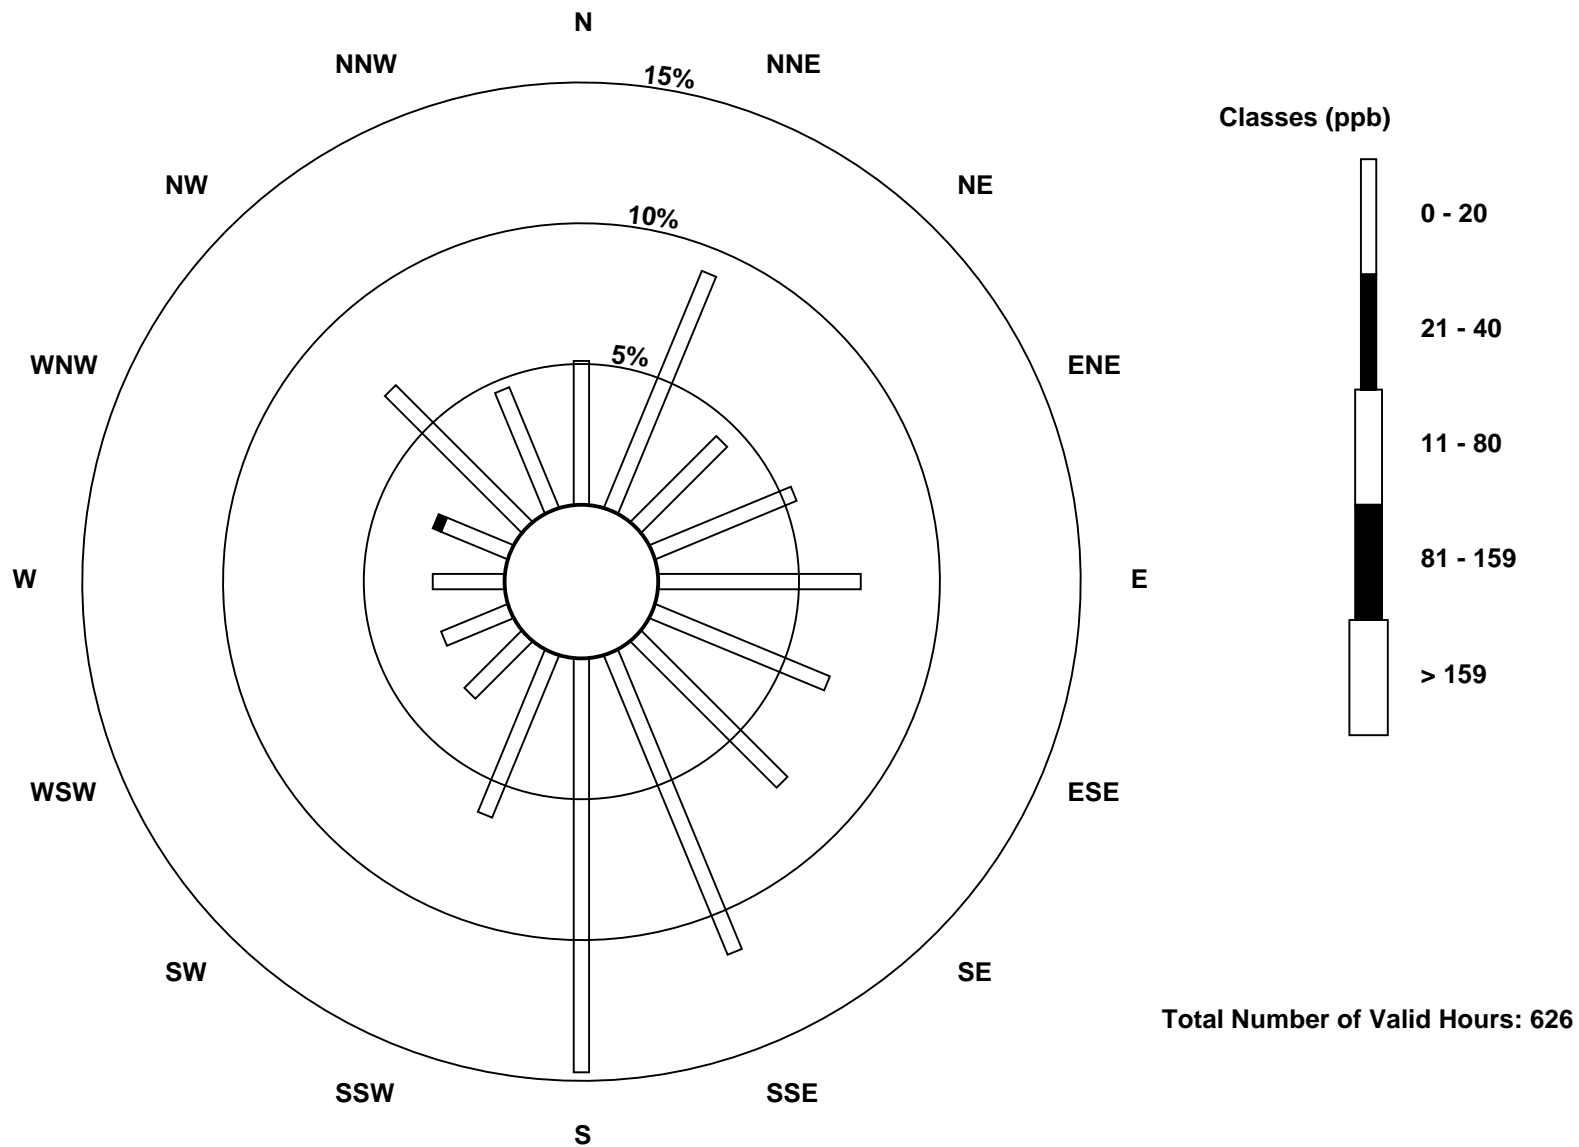 N
NNW
NNE
15%
NW
NE
10%
WNW
ENE
5%
W
E
WSW
ESE
SW
SE
SSW
SSE
S
Classes (ppb)
0 - 20
21 - 40
11 - 80
81 - 159
> 159
Total Number of Valid Hours: 626